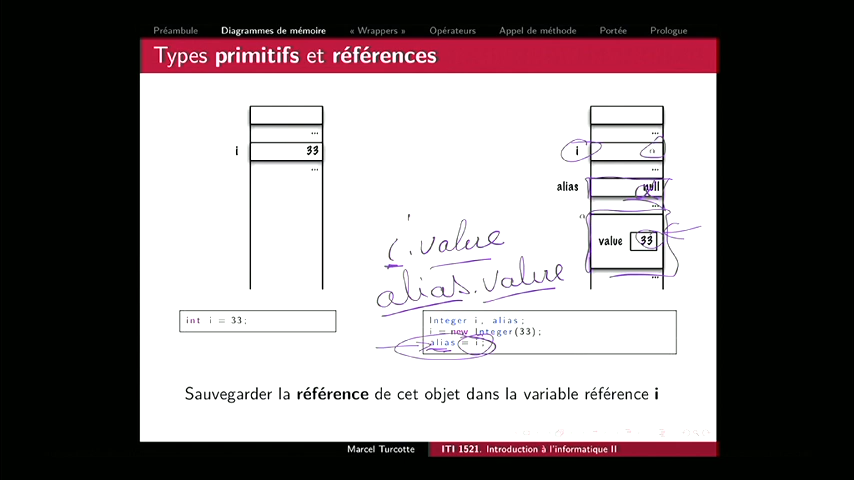 Préambule Diagrammes de mémoire « Wrappers » Opérateurs Appel de méthode Portée Prologue
Types primitifs et références
...
i 33
...
...
i α
alias null
...
α
value 33
...
i.value
alias.value
int i = 33;
Integer i, alias;
i = new Integer(33);
alias = i;
Sauvegarder la référence de cet objet dans la variable référence i
Marcel Turcotte ITI 1521. Introduction à l'informatique II